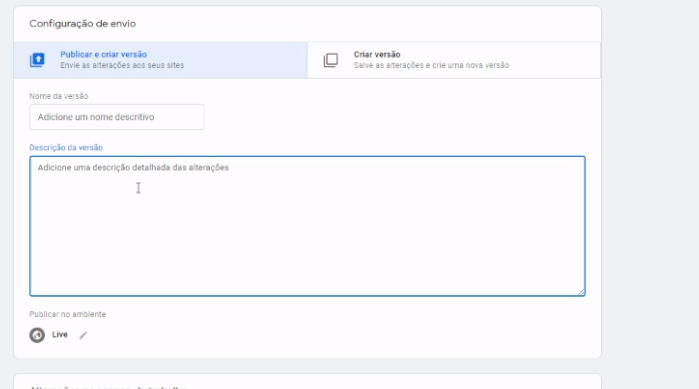 Configuração de envio
Publicar e criar versão
Envie as alterações aos seus sites
Criar versão
Salve as alterações e crie uma nova versão
Nome da versão
Adicione um nome descritivo
Descrição da versão
Adicione uma descrição detalhada das alterações
Publicar no ambiente
Live